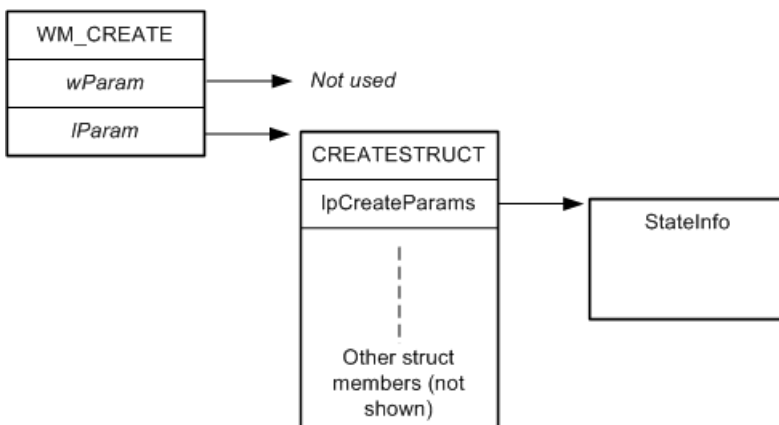 WM_CREATE
wParam
Not used
lParam
CREATESTRUCT
lpCreateParams
StateInfo
Other struct
members (not
shown)